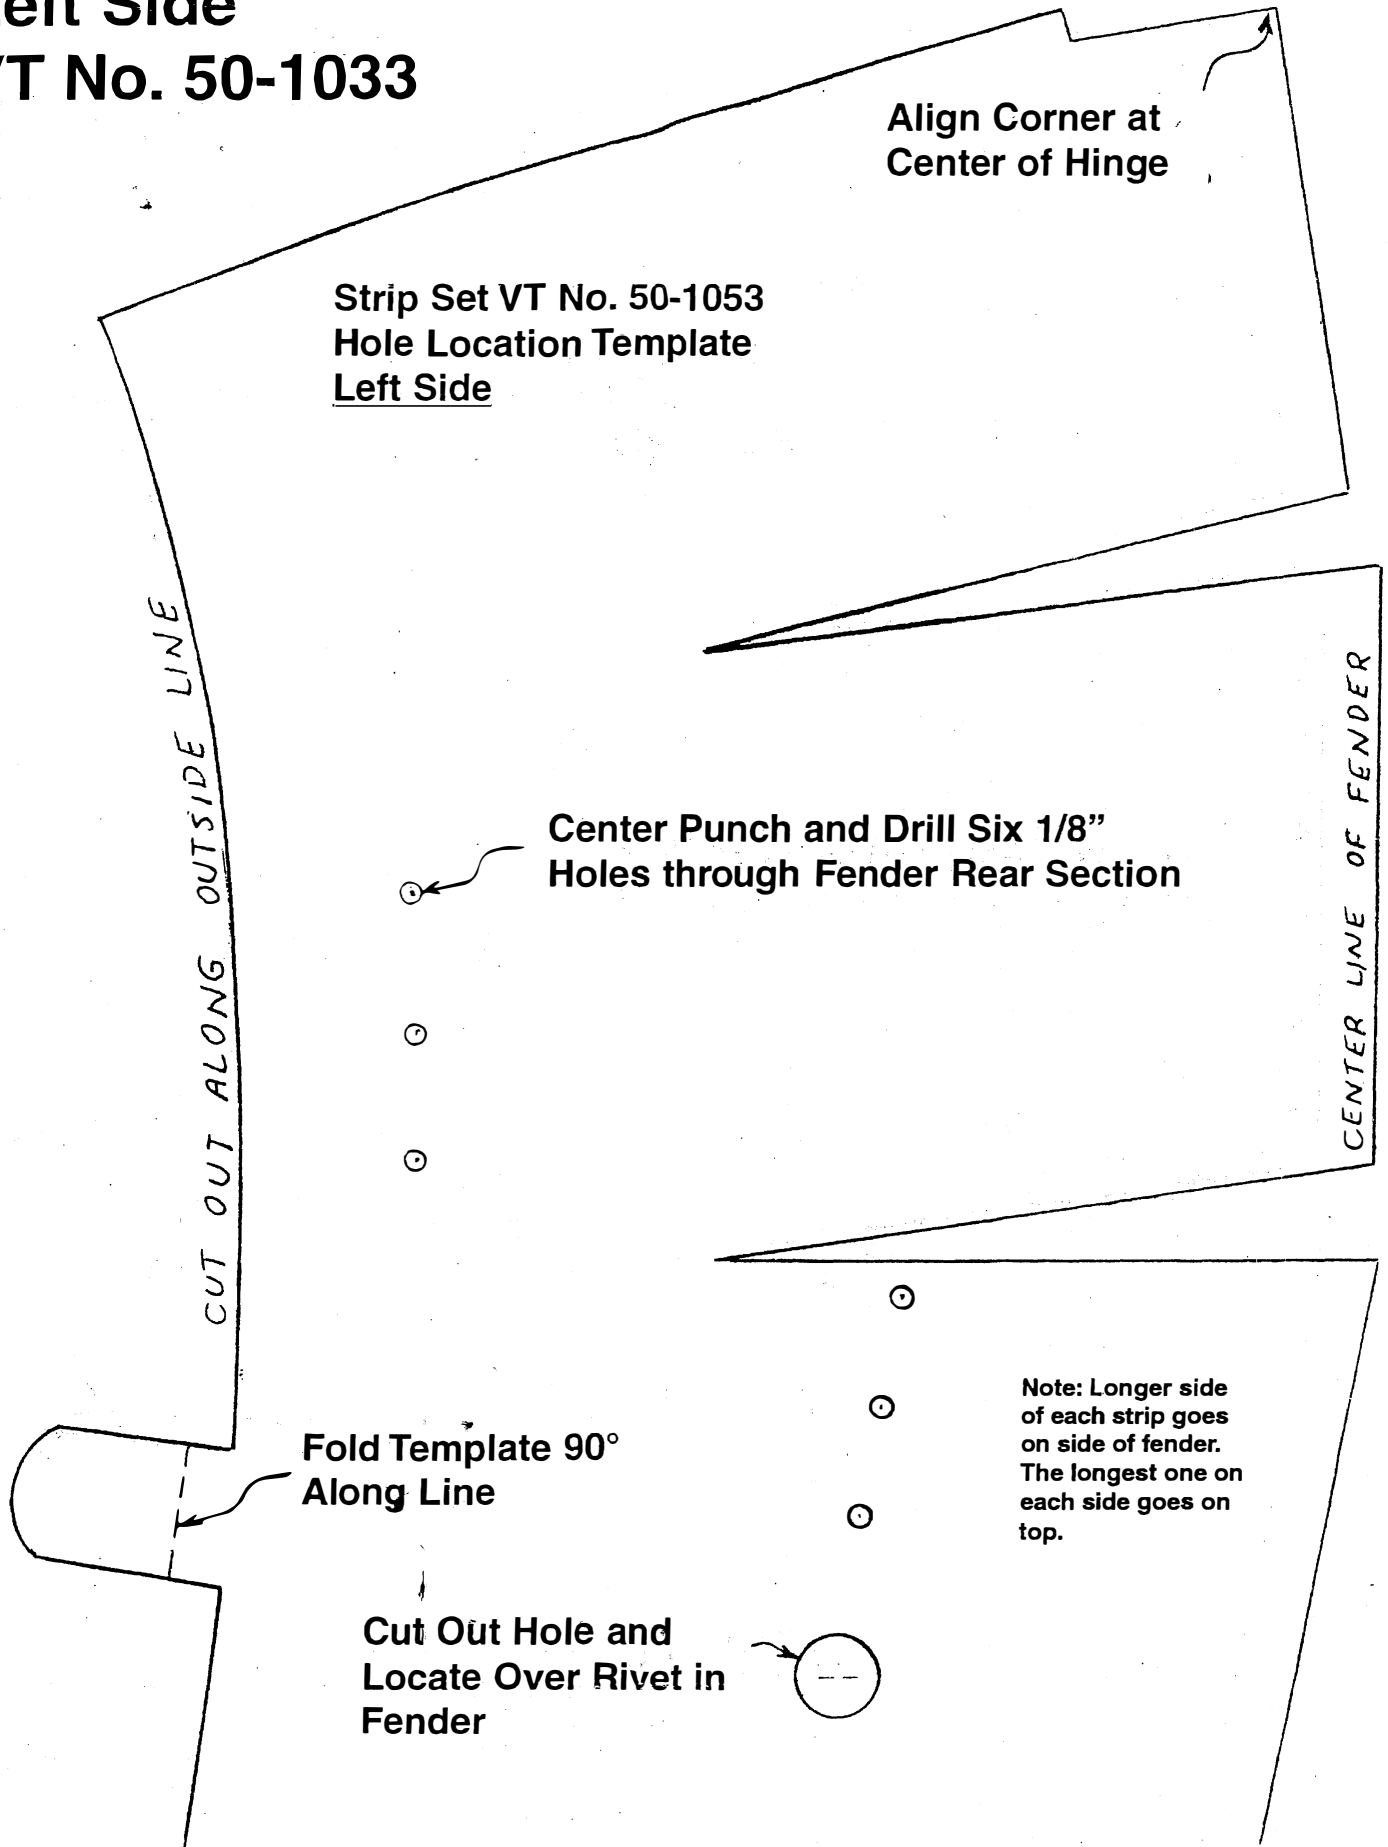 Left Side
VT No. 50-1033
Align Corner at
Center of Hinge
Strip Set VT No. 50-1053
Hole Location Template
Left Side
CUT OUT ALONG OUTSIDE LINE
Center Punch and Drill Six 1/8”
Holes through Fender Rear Section
CENTER LINE OF FENDER
Note: Longer side
of each strip goes
on side of fender.
The longest one on
each side goes on
top.
Fold Template 90°
Along Line
Cut Out Hole and
Locate Over Rivet in
Fender